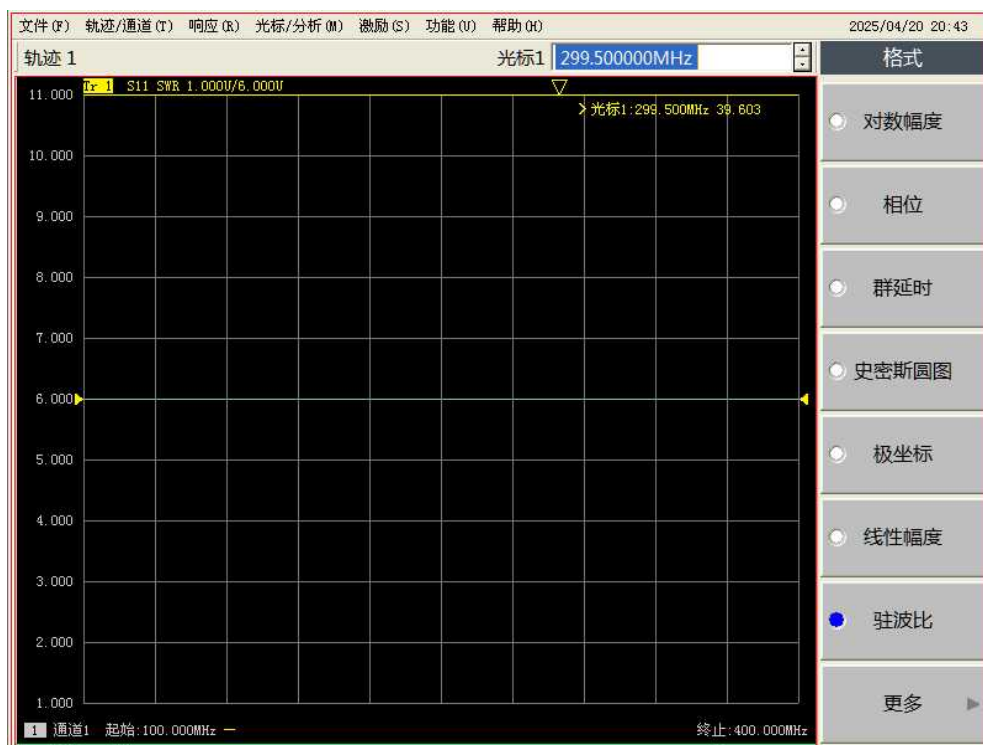 文件(F) 轨迹/通道(T) 响应(R) 光标/分析(M) 激励(S) 功能(U) 帮助(H) 2025/04/20 20:43
轨迹 1 光标1 299.500000MHz 格式
Tr 1 S11 SWR 1.000U/6.000U
11.000
>光标1:299.500MHz 39.603
对数幅度
10.000
相位
9.000
8.000
群延时
7.000
史密斯圆图
6.000
极坐标
5.000
4.000
线性幅度
3.000
驻波比
2.000
1.000
更多
1 通道1 起始:100.000MHz — 终止:400.000MHz